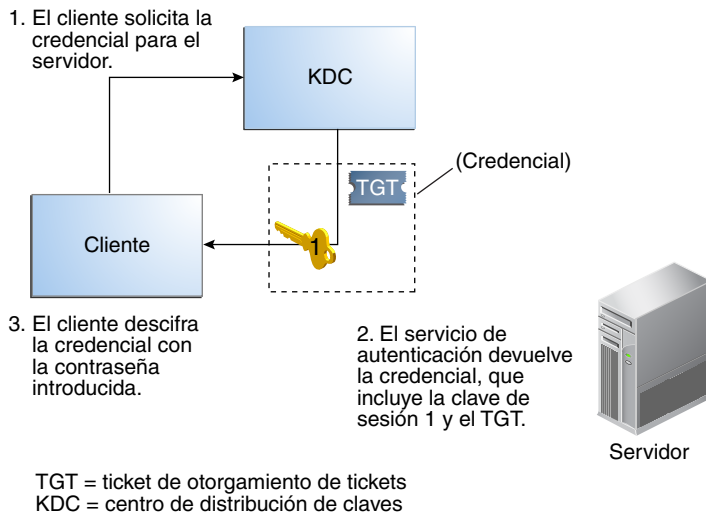 1. El cliente solicita la
credencial para el
servidor.
KDC
(Credencial)
TGT
Cliente
1
3. El cliente descifra
la credencial con
la contraseña
introducida.
2. El servicio de
autenticación devuelve
la credencial, que
incluye la clave de
sesión 1 y el TGT.
Servidor
TGT = ticket de otorgamiento de tickets
KDC = centro de distribución de claves